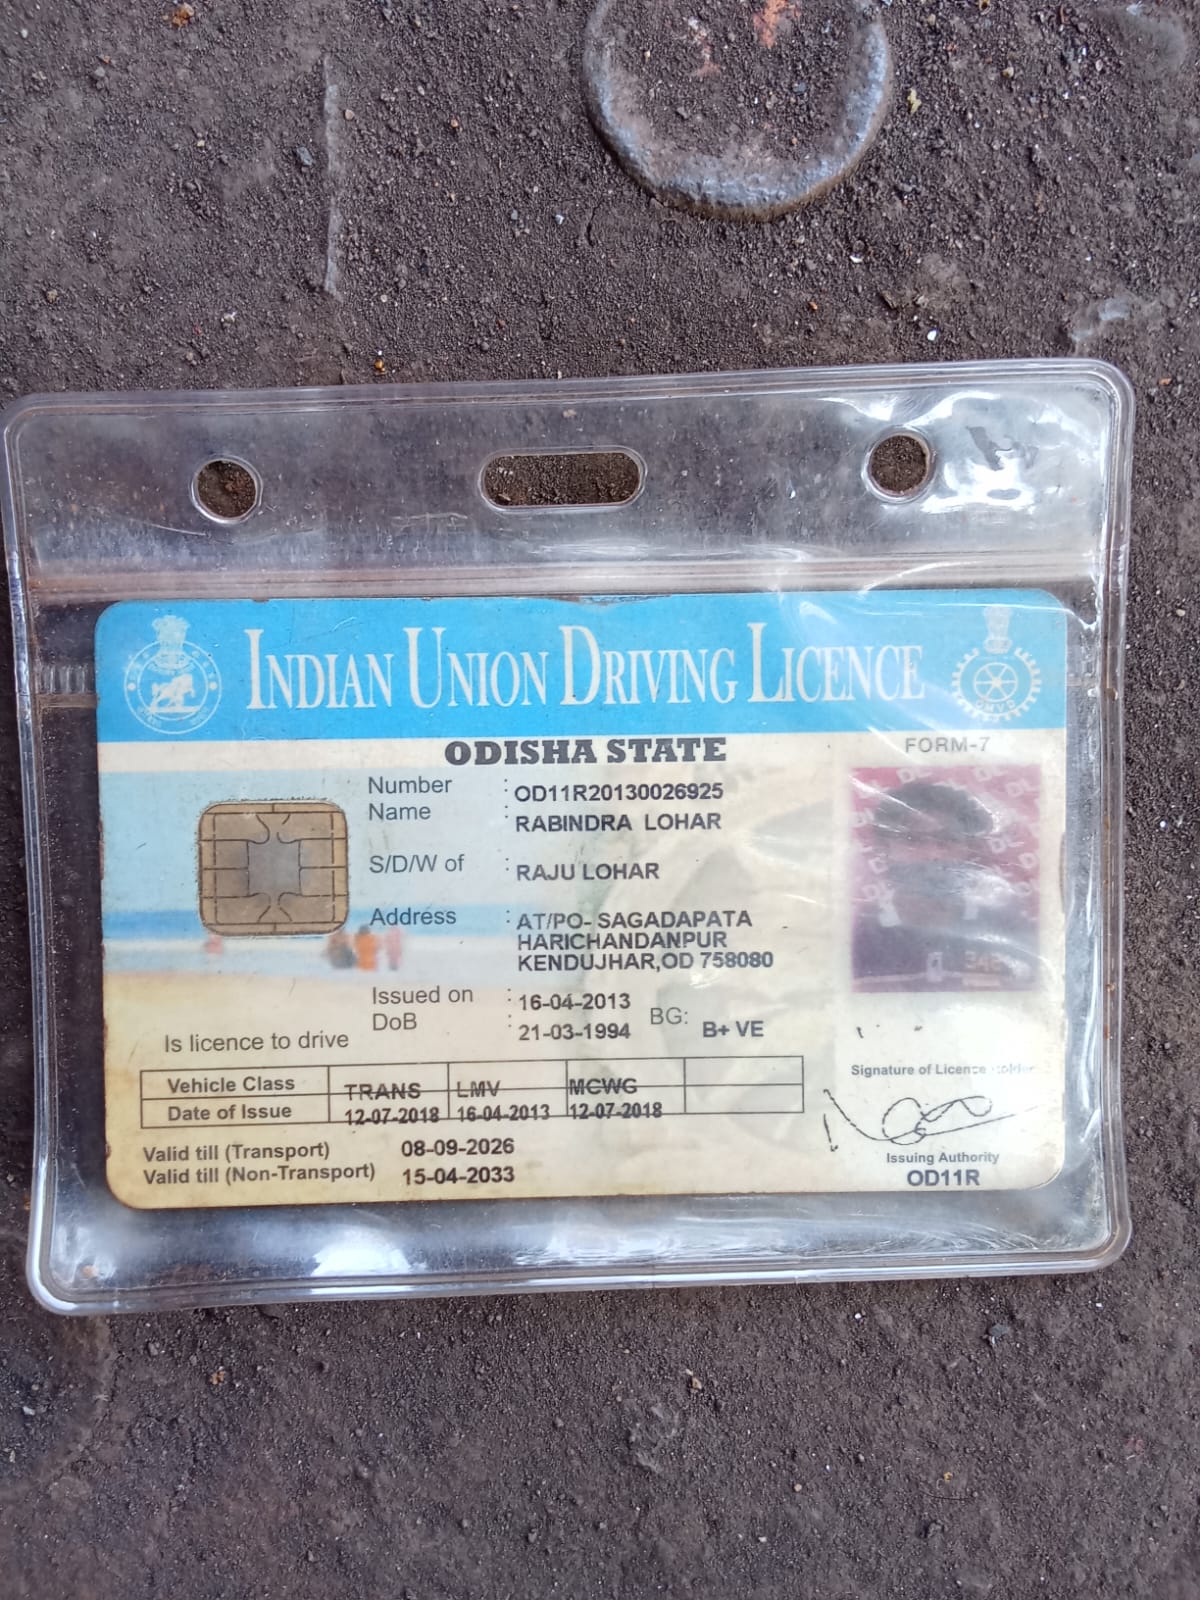 INDIAN UNION DRIVING LICENCE
ODISHA STATE
FORM-7
Number : OD11R20130026925
Name : RABINDRA LOHAR
S/D/W of : RAJU LOHAR
Address : AT/PO- SAGADAPATA
HARICHANDANPUR
KENDUJHAR,OD 758080
Issued on : 16-04-2013
DoB : 21-03-1994 BG: B+ VE
Is licence to drive
Vehicle Class TRANS LMV MCWG
Date of Issue 12-07-2018 16-04-2013 12-07-2018
Valid till (Transport) 08-09-2026
Valid till (Non-Transport) 15-04-2033
Signature of Licence Holder
Issuing Authority
OD11R